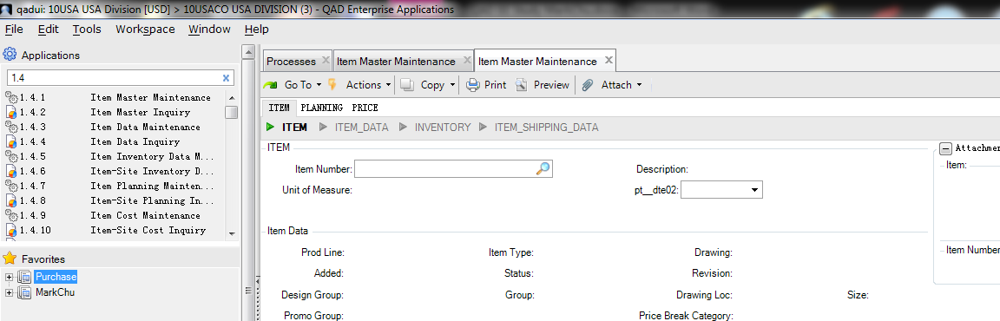 qadui: 10USA USA Division [USD] > 10USACO USA DIVISION (3) - QAD Enterprise Applications
File Edit Tools Workspace Window Help
Applications
1.4
1.4.1 Item Master Maintenance
1.4.2 Item Master Inquiry
1.4.3 Item Data Maintenance
1.4.4 Item Data Inquiry
1.4.5 Item Inventory Data M...
1.4.6 Item-Site Inventory D...
1.4.7 Item Planning Mainten...
1.4.8 Item-Site Planning In...
1.4.9 Item Cost Maintenance
1.4.10 Item-Site Cost Inquiry
Favorites
Purchase
MarkChu
Processes Item Master Maintenance Item Master Maintenance
Go To Actions Copy Print Preview Attach
ITEM PLANNING PRICE
ITEM ITEM_DATA INVENTORY ITEM_SHIPPING_DATA
ITEM
Item Number: Description:
Unit of Measure: pt__dte02:
Item Data
Prod Line: Item Type: Drawing:
Added: Status: Revision:
Design Group: Group: Drawing Loc: Size:
Promo Group: Price Break Category:
Attachmen
Item:
Item Number